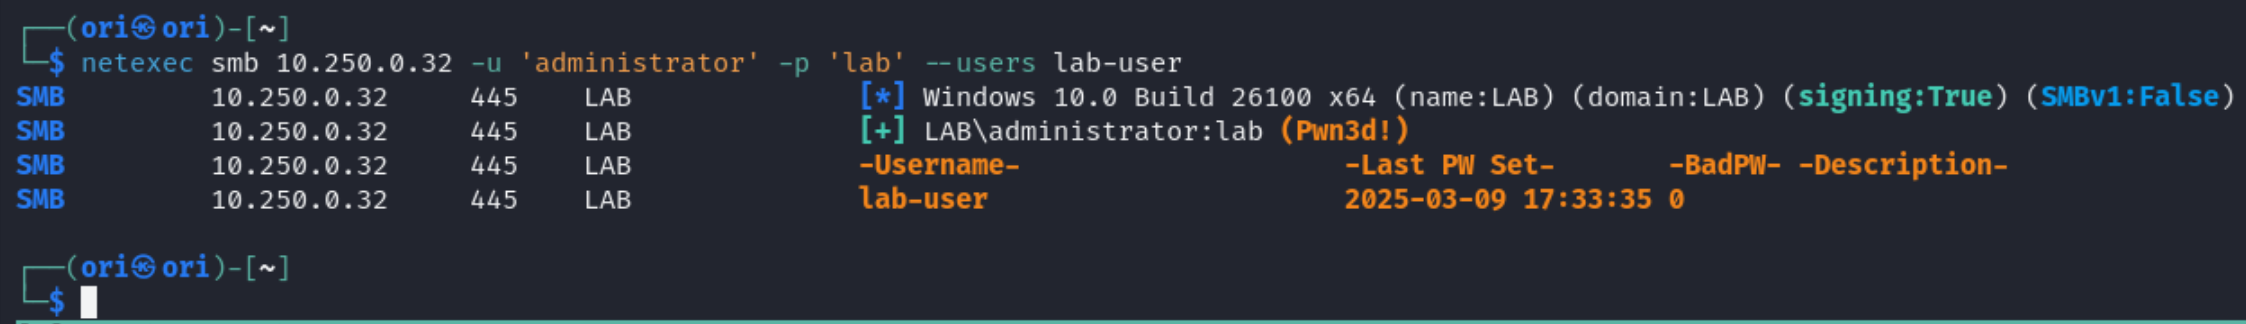 ┌──(ori㉿ori)-[~]
└─$ netexec smb 10.250.0.32 -u 'administrator' -p 'lab' --users lab-user
SMB         10.250.0.32     445    LAB              [*] Windows 10.0 Build 26100 x64 (name:LAB) (domain:LAB) (signing:True) (SMBv1:False)
SMB         10.250.0.32     445    LAB              [+] LAB\administrator:lab (Pwn3d!)
SMB         10.250.0.32     445    LAB              -Username-                    -Last PW Set-       -BadPW- -Description-
SMB         10.250.0.32     445    LAB              lab-user                      2025-03-09 17:33:35 0
┌──(ori㉿ori)-[~]
└─$